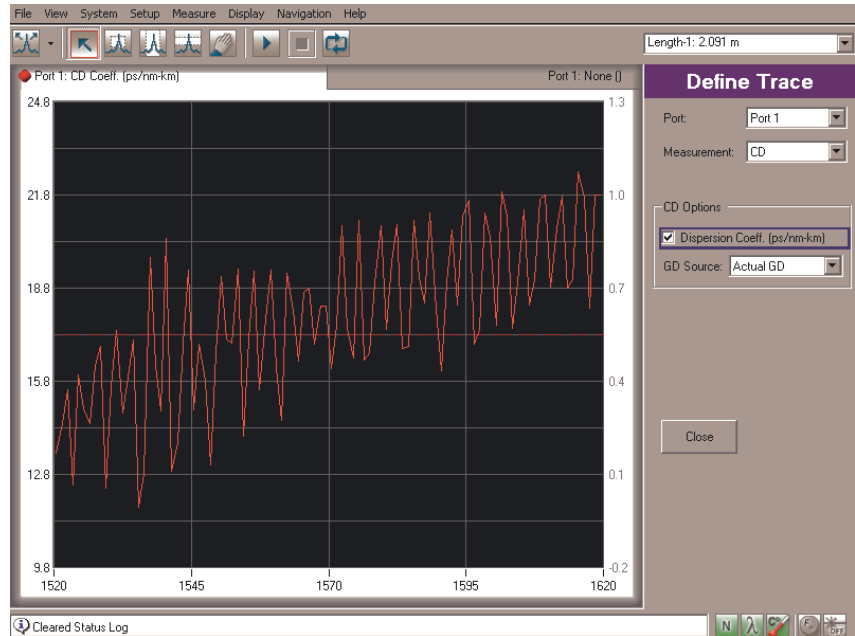 File View System Setup Measure Display Navigation Help
Length-1: 2.091 m
Port 1: CD Coeff. (ps/nm-km)
Port 1: None ()
24.8
21.8
18.8
15.8
12.8
9.8
1.3
1.0
0.7
0.4
0.1
-0.2
1520 1545 1570 1595 1620
Define Trace
Port: Port 1
Measurement: CD
CD Options
Dispersion Coeff. (ps/nm-km)
GD Source: Actual GD
Close
Cleared Status Log
N λ F OFF